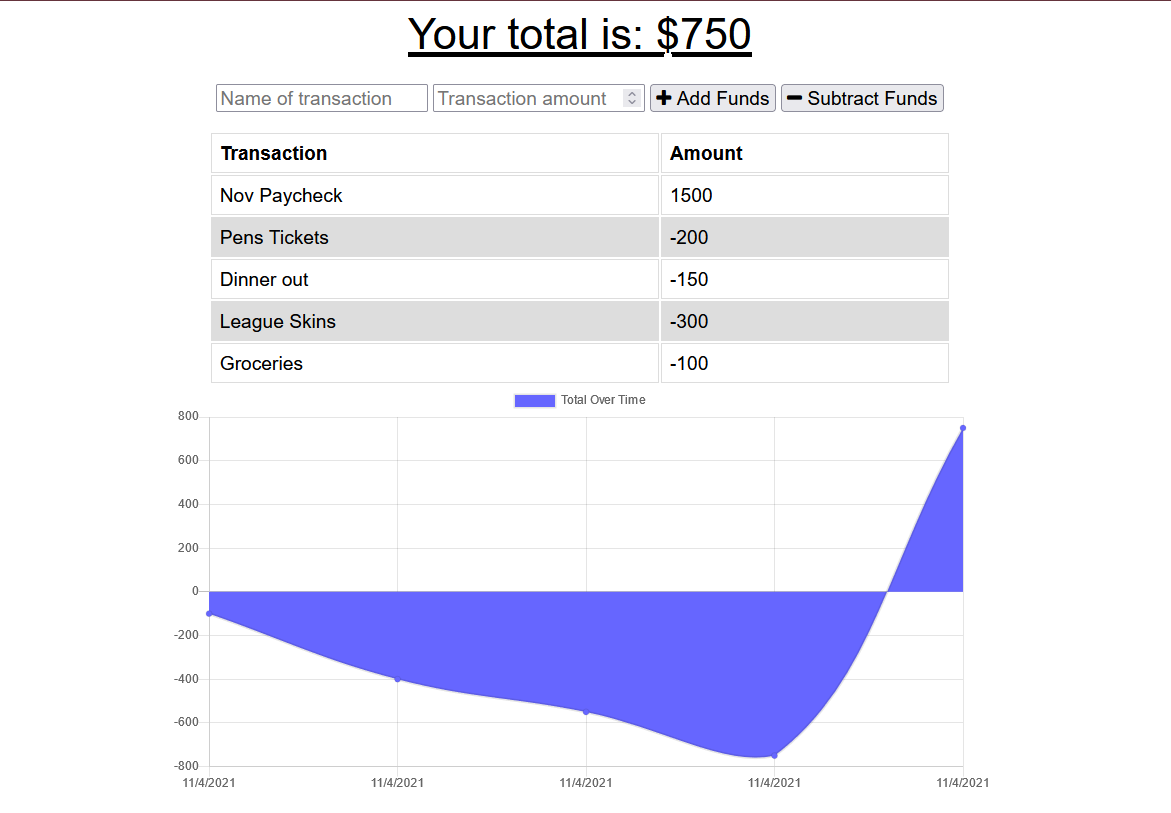 Your total is: $750
Name of transaction Transaction amount Add Funds Subtract Funds
Transaction Amount
Nov Paycheck 1500
Pens Tickets -200
Dinner out -150
League Skins -300
Groceries -100
Total Over Time
800
600
400
200
0
-200
-400
-600
-800
11/4/2021 11/4/2021 11/4/2021 11/4/2021 11/4/2021